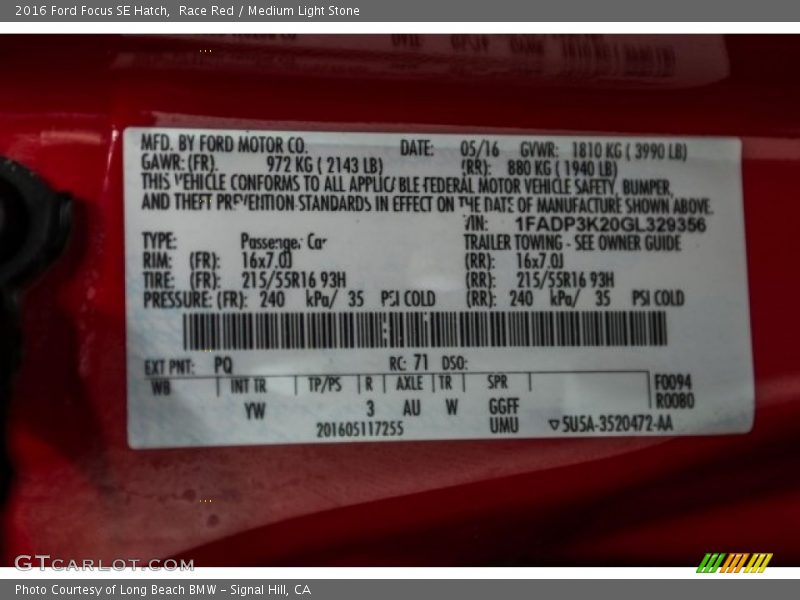 2016 Ford Focus SE Hatch, Race Red / Medium Light Stone
MFD. BY FORD MOTOR CO. DATE: 05/16 GVWR: 1810 KG ( 3990 LB)
GAWR: (FR). 972 KG ( 2143 LB) (RR): 880 KG ( 1940 LB)
THIS VEHICLE CONFORMS TO ALL APPLICABLE FEDERAL MOTOR VEHICLE SAFETY, BUMPER,
AND THEFT PREVENTION STANDARDS IN EFFECT ON THE DATE OF MANUFACTURE SHOWN ABOVE.
VIN: 1FADP3K20GL329356
TYPE: Passenger Car TRAILER TOWING - SEE OWNER GUIDE
RIM: (FR): 16x7.0J (RR): 16x7.0J
TIRE: (FR): 215/55R16 93H (RR): 215/55R16 93H
PRESSURE: (FR): 240 kPa/ 35 PSI COLD (RR): 240 kPa/ 35 PSI COLD
EXT PNT: PQ RC: 71 DSO:
WB INT TR TP/PS R AXLE TR SPR F0094
R0080
YW 3 AU W GGFF
201605117255 UMU ▽5U5A-3520472-AA
GTCARLOT.COM
Photo Courtesy of Long Beach BMW – Signal Hill, CA